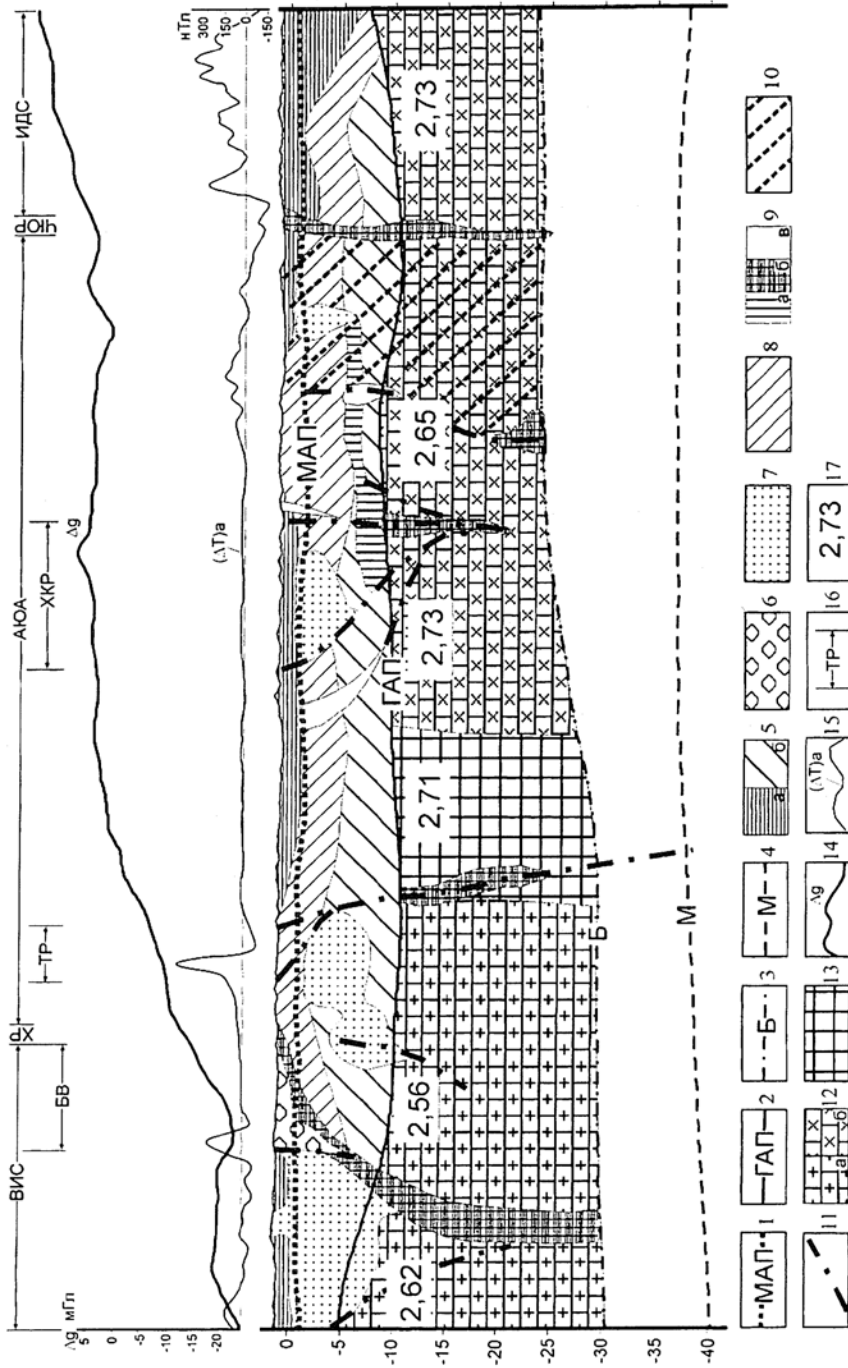 ВИС
БВ
ХР
АЮА
ТР
ХКР
ЧЮР
ИДС
Δg мГл
5
0
-5
-10
-15
-20
Δg
(ΔT)a
нТл
300
150
0
-150
0
-5
-10
-15
-20
-25
-30
-35
-40
МАП
ГАП
2,62
2,56
2,71
2,73
2,65
2,73
Б
М
МАП 1
ГАП 2
Б 3
М 4
а б 5
6
7
8
а б в 9
10
11
а б 12
13
Δg 14
(ΔT)a 15
ТР 16
2,73 17